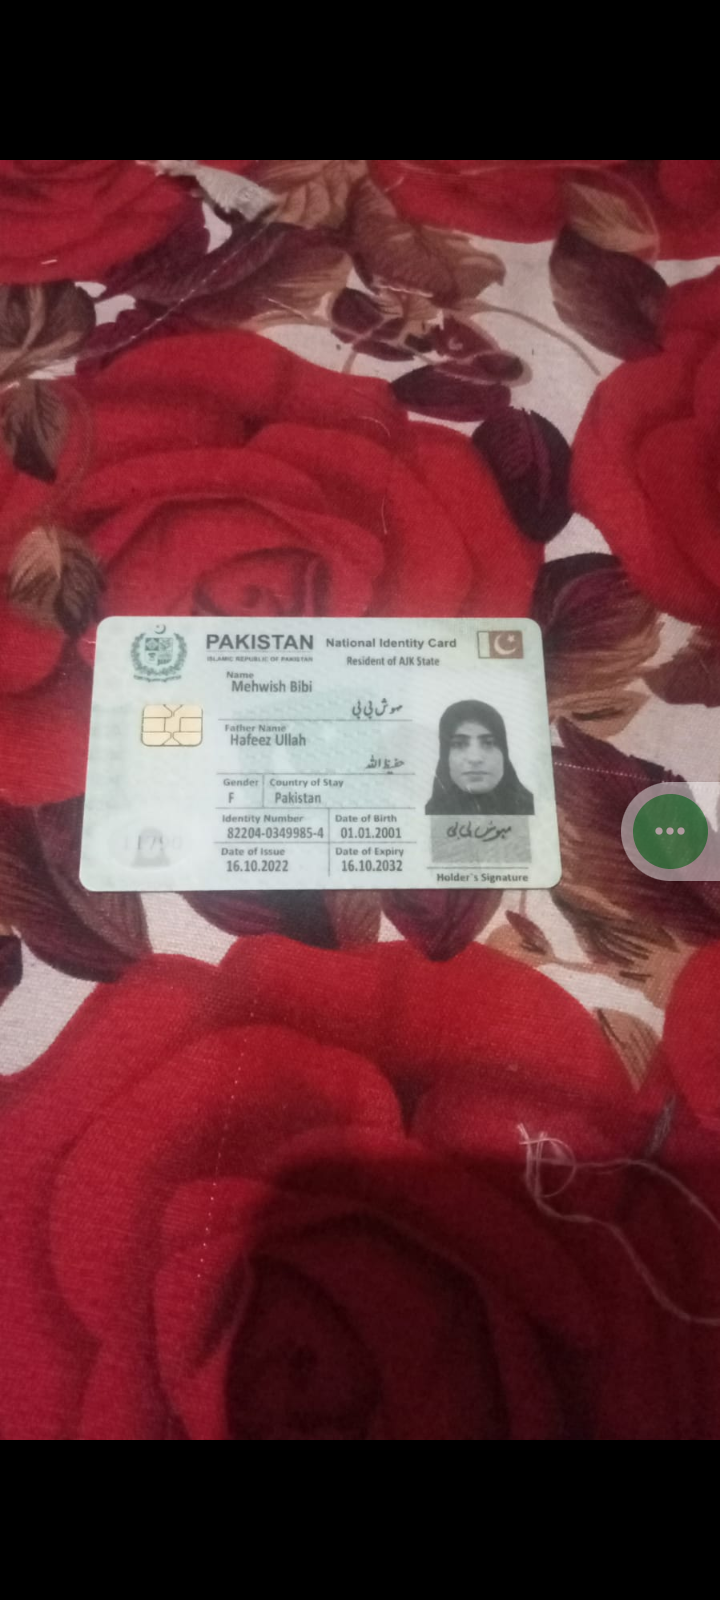 PAKISTAN National Identity Card
ISLAMIC REPUBLIC OF PAKISTAN Resident of AJK State
Name
Mehwish Bibi
مہوش بی بی
Father Name
Hafeez Ullah
حفیظ اللہ
Gender Country of Stay
F Pakistan
Identity Number Date of Birth
82204-0349985-4 01.01.2001
مہوش بی بی
Date of Issue Date of Expiry
16.10.2022 16.10.2032
Holder's Signature